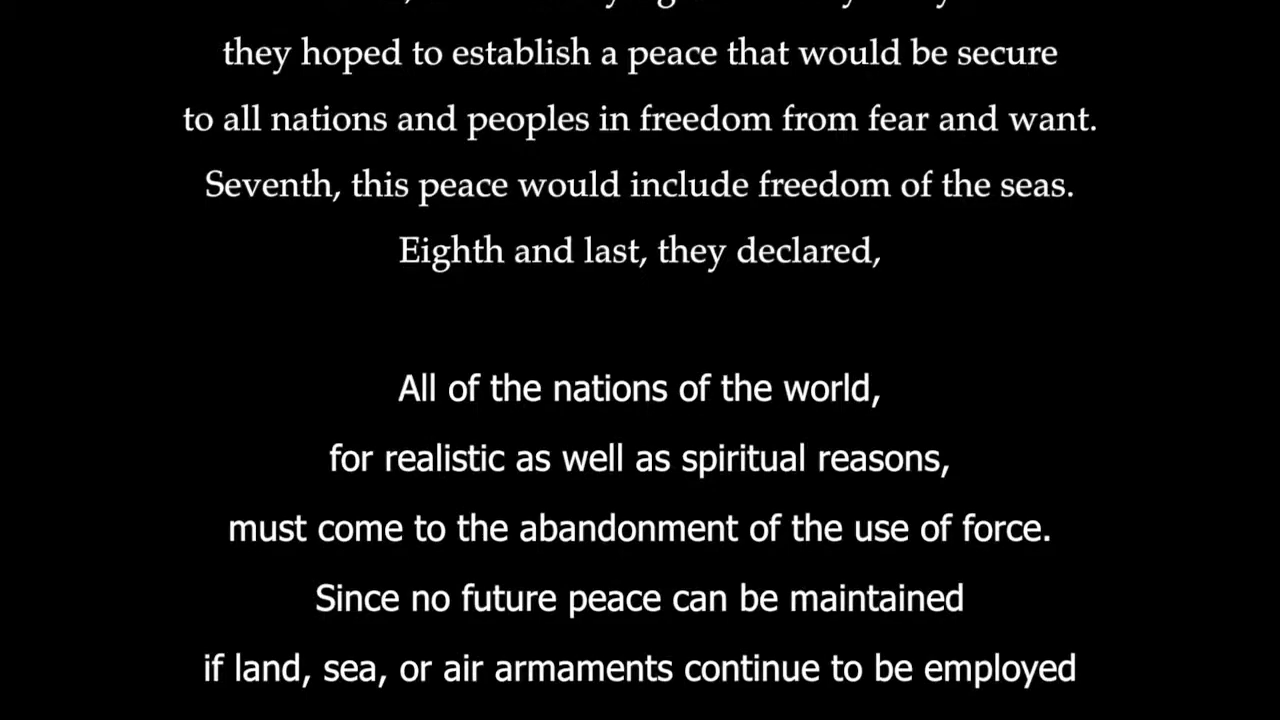 they hoped to establish a peace that would be secure
to all nations and peoples in freedom from fear and want.
Seventh, this peace would include freedom of the seas.
Eighth and last, they declared,
All of the nations of the world,
for realistic as well as spiritual reasons,
must come to the abandonment of the use of force.
Since no future peace can be maintained
if land, sea, or air armaments continue to be employed